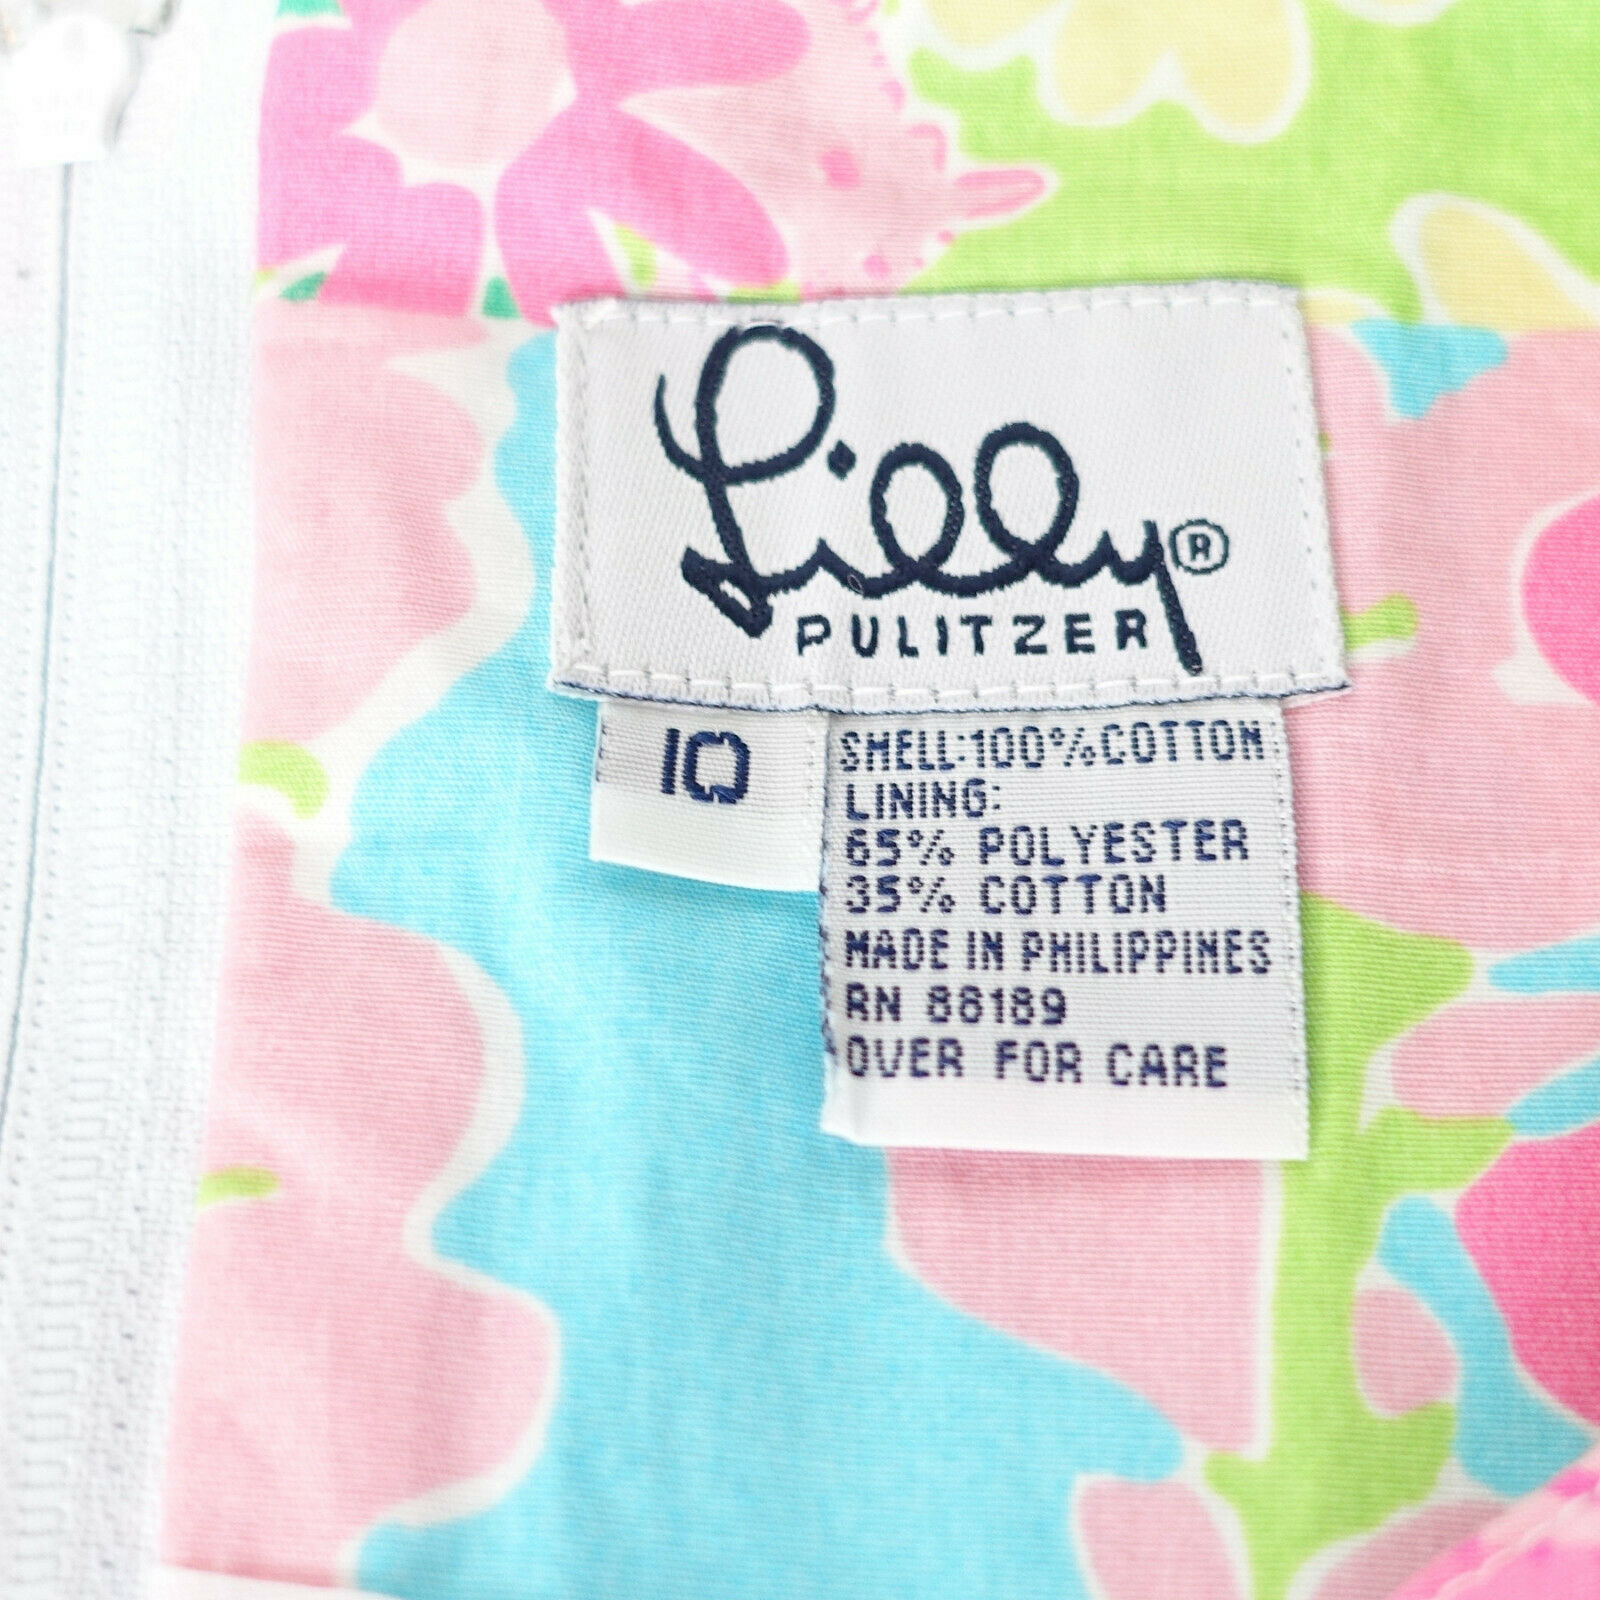 Lilly®
PULITZER
10
SHELL:100%COTTON
LINING:
65% POLYESTER
35% COTTON
MADE IN PHILIPPINES
RN 88189
OVER FOR CARE